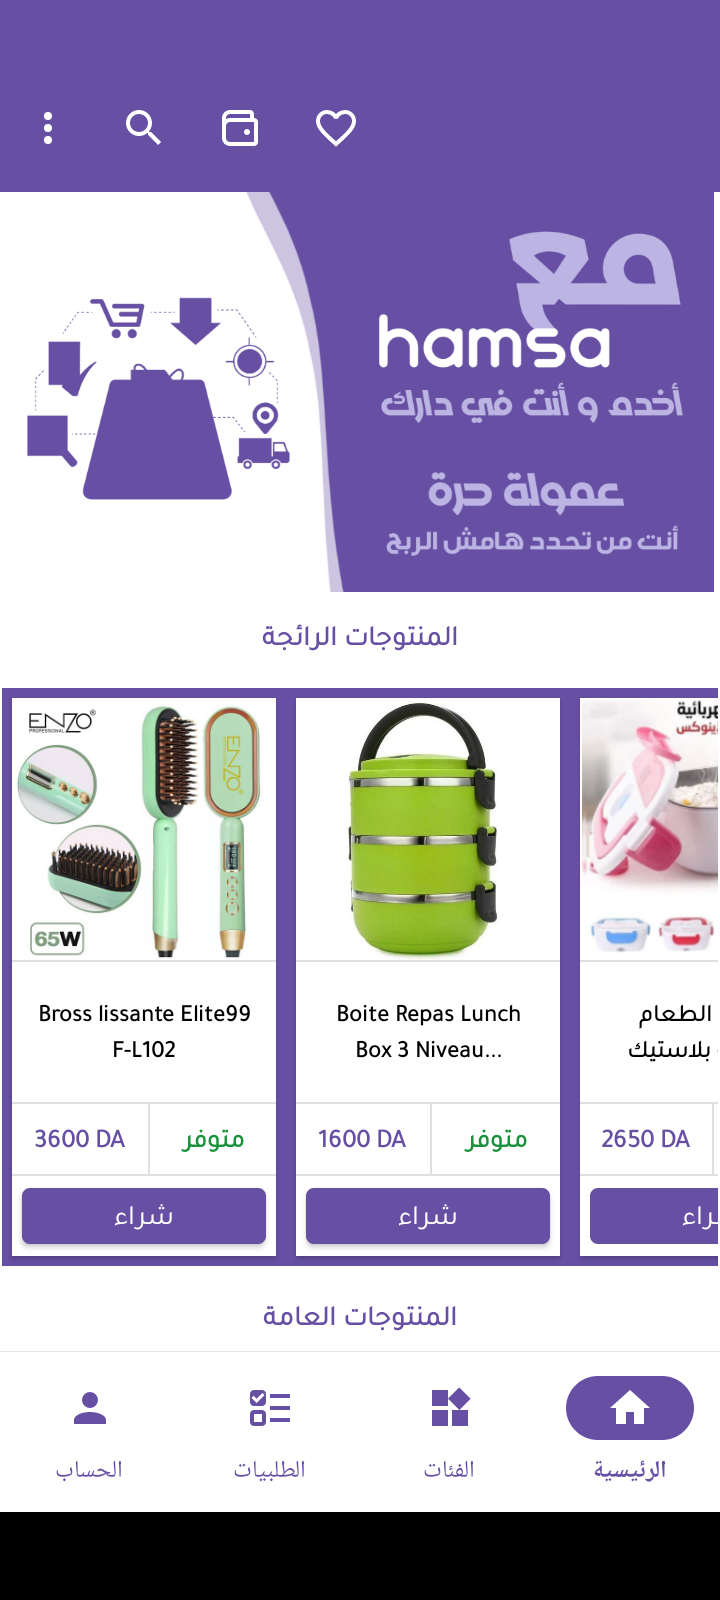 مع
hamsa
أخدم و أنت في دارك
عمولة حرة
أنت من تحدد هامش الربح
المنتوجات الرائجة
ENZO®
PROFESSIONAL
ENZO
65W
Bross lissante Elite99
F-L102
3600 DA
متوفر
شراء
Boite Repas Lunch
Box 3 Niveau...
1600 DA
متوفر
شراء
الطعام
بلاستيك
2650 DA
المنتوجات العامة
الرئيسية
الفئات
الطلبيات
الحساب